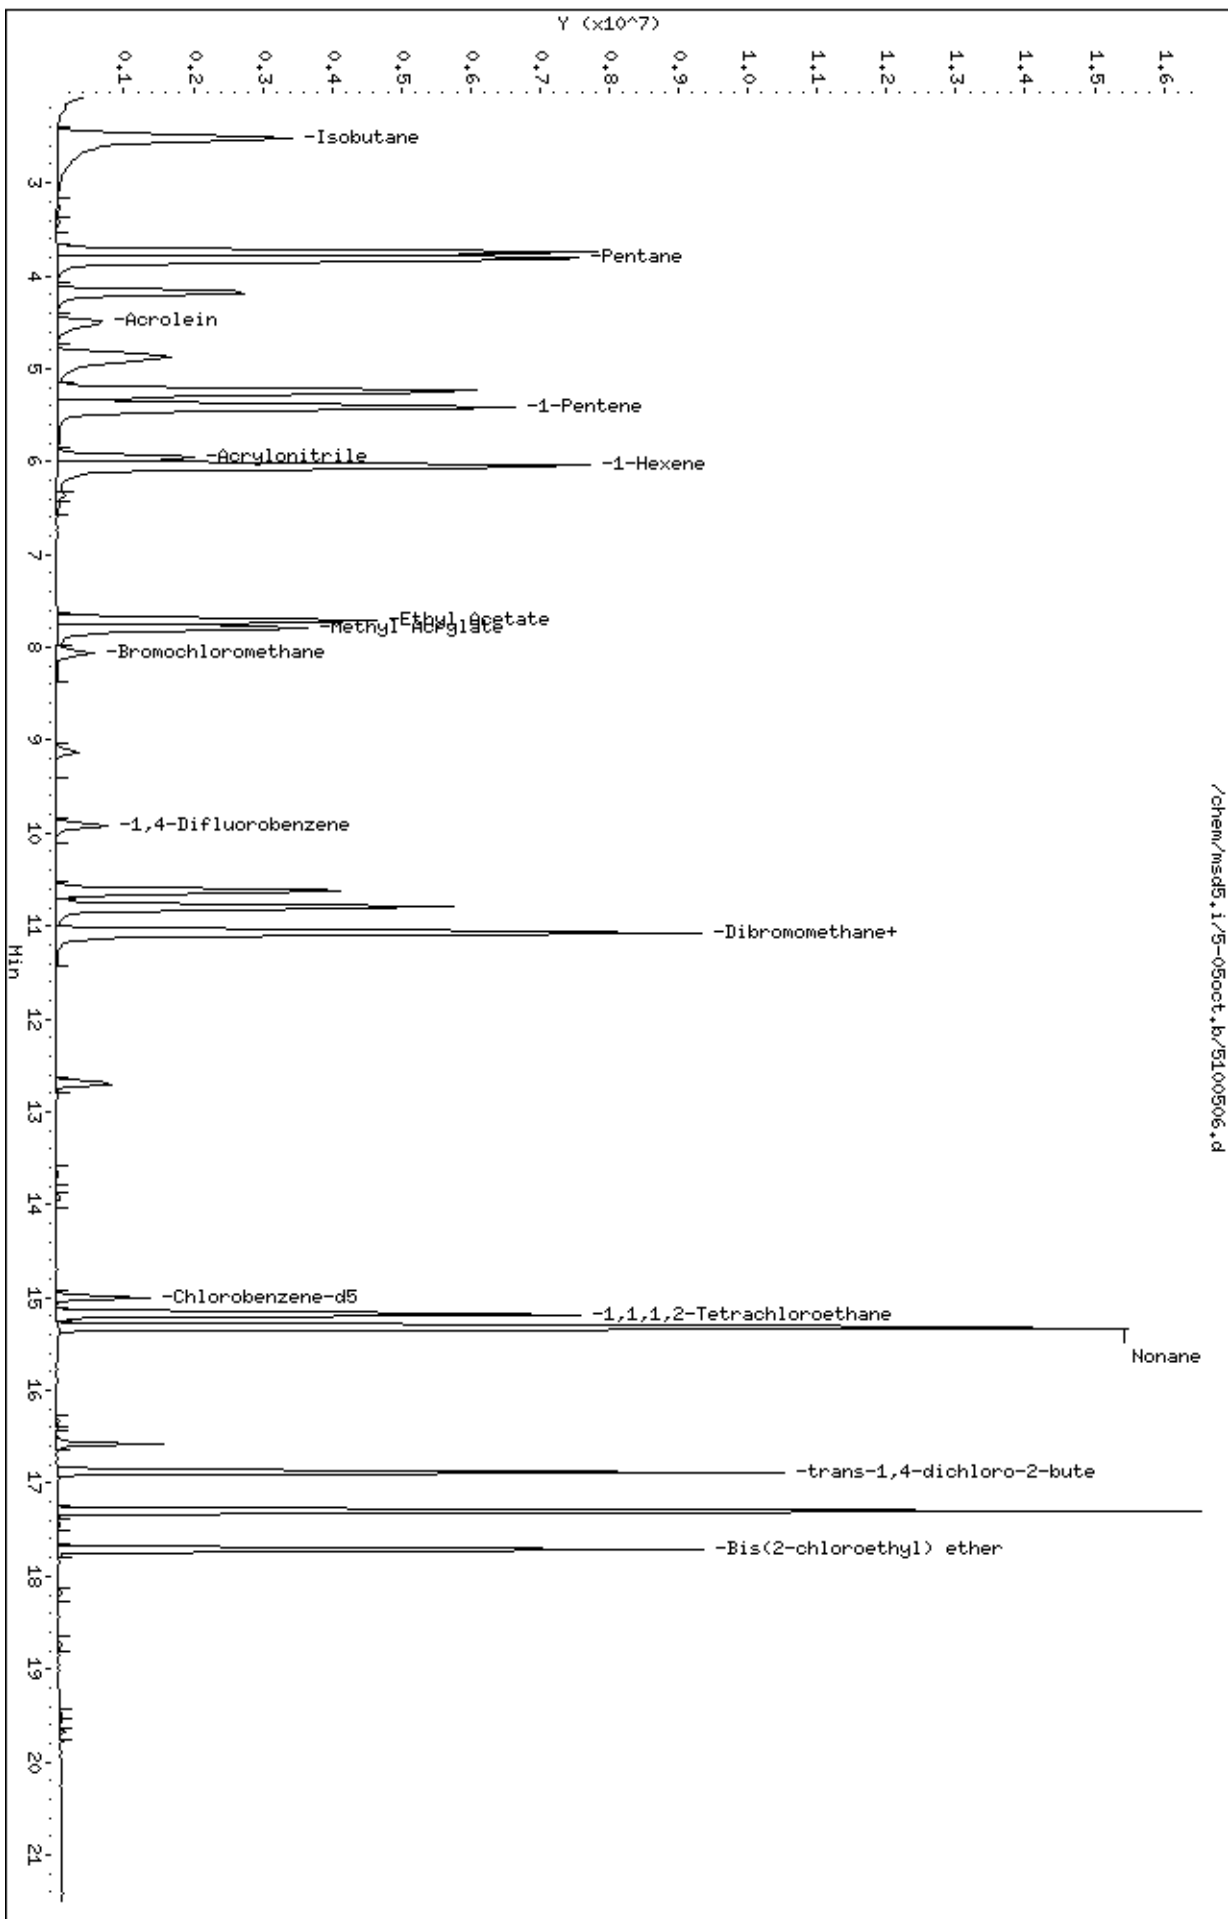 Y (x10^7)
0.1
0.2
0.3
0.4
0.5
0.6
0.7
0.8
0.9
1.0
1.1
1.2
1.3
1.4
1.5
1.6
/chem/msd5.i/5-05oct.b/5100506.d
-Isobutane
-Pentane
-Acrolein
-1-Pentene
-Acrylonitrile
-1-Hexene
-Ethyl Acetate
-Methyl Acrylate
-Bromochloromethane
-1,4-Difluorobenzene
-Dibromomethane+
-Chlorobenzene-d5
-1,1,1,2-Tetrachloroethane
Nonane
-trans-1,4-dichloro-2-bute
-Bis(2-chloroethyl) ether
3
4
5
6
7
8
9
10
11
12
13
14
15
16
17
18
19
20
21
Min